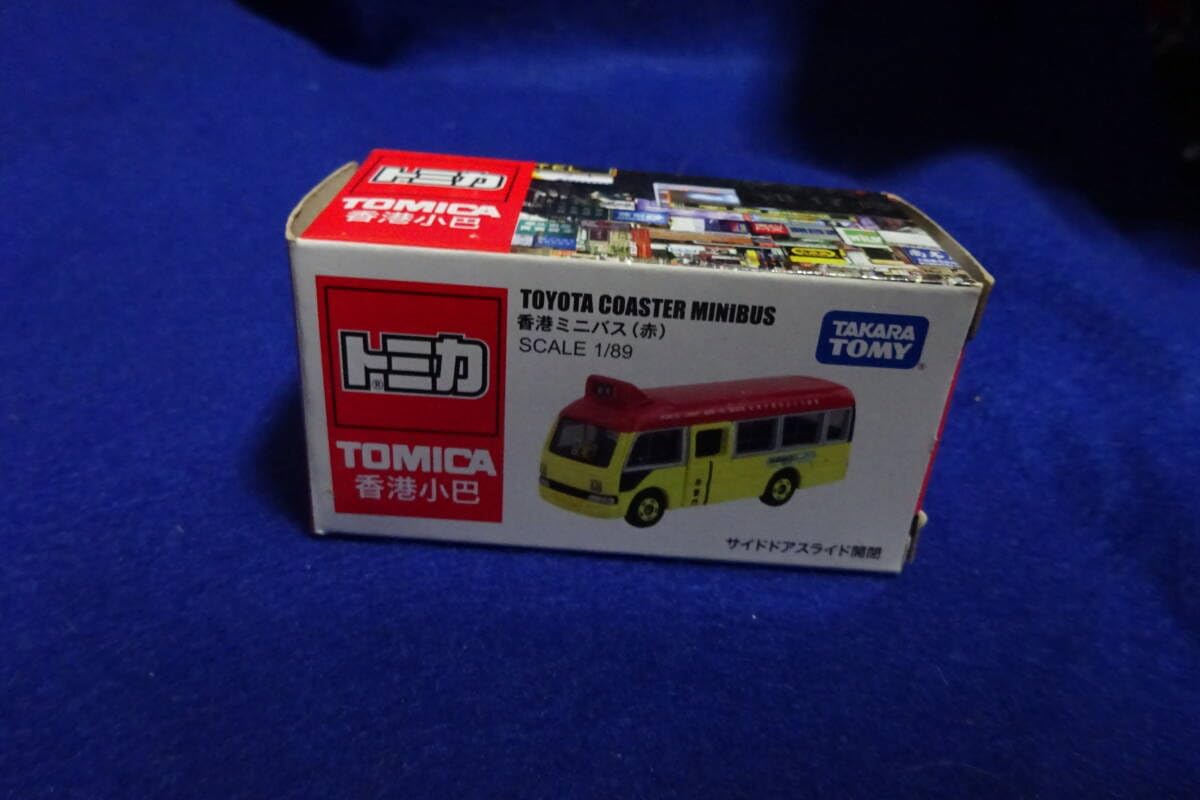 トミカ
TOMICA
香港小巴
トミカ
TOMICA
香港小巴
TOYOTA COASTER MINIBUS
香港ミニバス(赤)
SCALE 1/89
TAKARA
TOMY
サイドドアスライド開閉